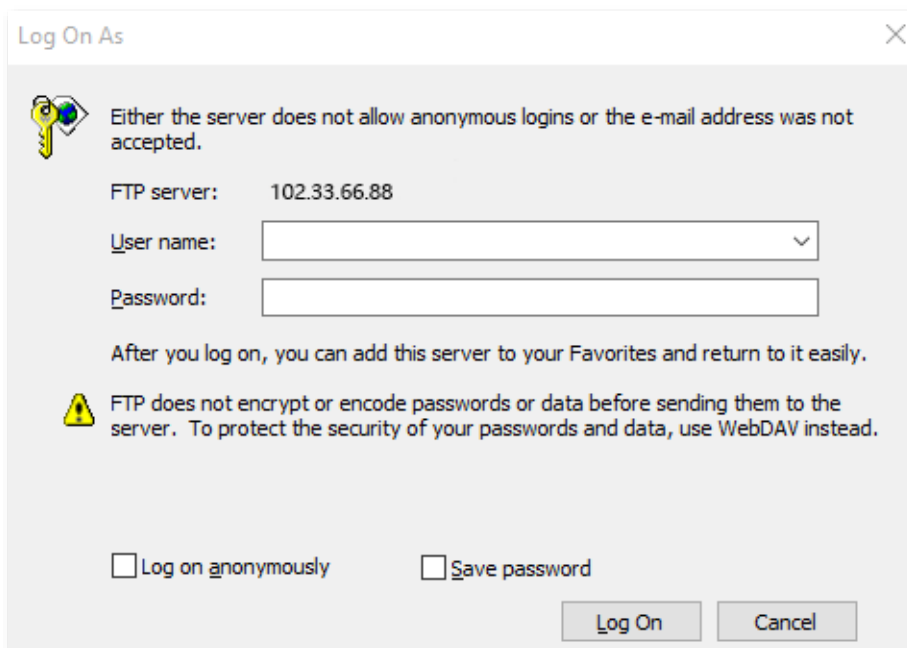 Log On As
Either the server does not allow anonymous logins or the e-mail address was not
accepted.
FTP server: 102.33.66.88
User name:
Password:
After you log on, you can add this server to your Favorites and return to it easily.
FTP does not encrypt or encode passwords or data before sending them to the
server. To protect the security of your passwords and data, use WebDAV instead.
Log on anonymously Save password
Log On Cancel